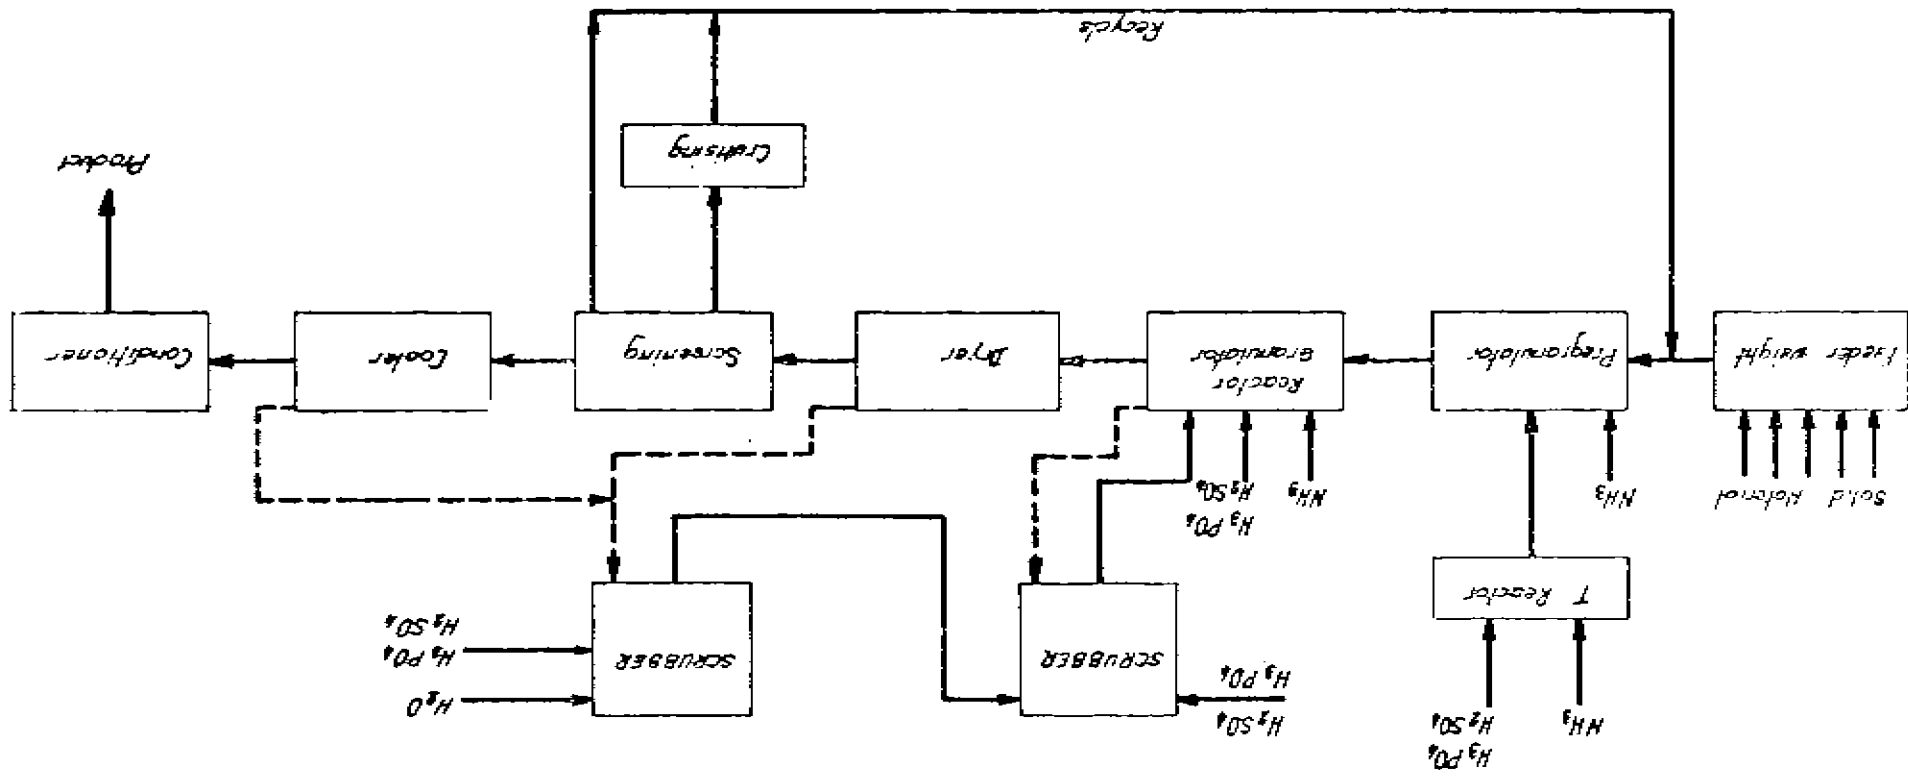 NH₃
H₃PO₄
H₂SO₄
H₂SO₄
H₃PO₄
H₂O
H₃PO₄
H₂SO₄
T Reactor
SCRUBBER
SCRUBBER
Solid Material
NH₃
NH₃
H₃PO₄
H₂SO₄
Feeder weight
Pregranulator
Reactor
Granulator
Dryer
Screening
Cooler
Conditioner
Crushing
Product
Recycle